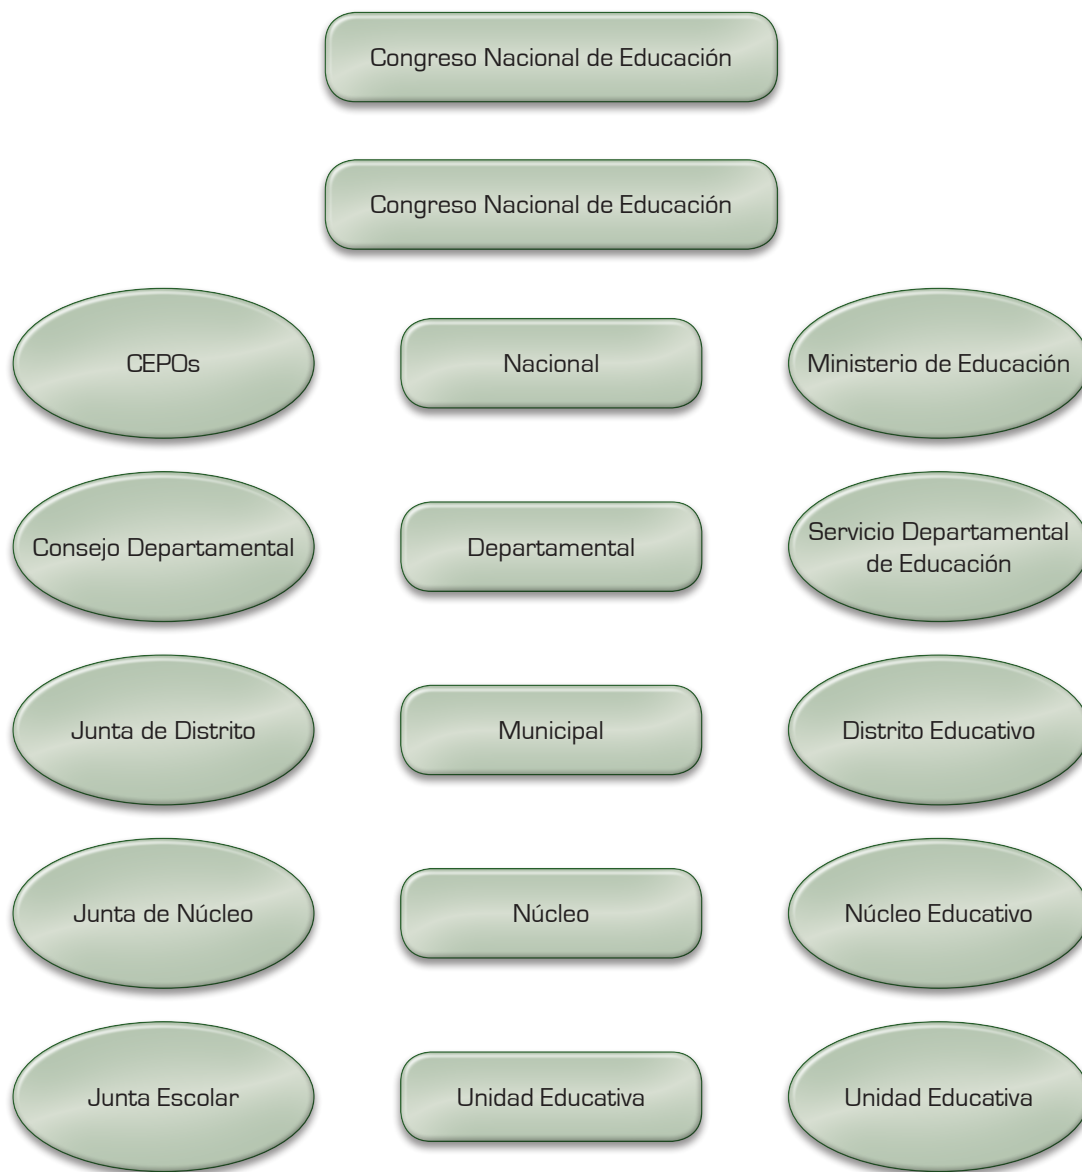 Congreso Nacional de Educación
Congreso Nacional de Educación
CEPOs
Nacional
Ministerio de Educación
Consejo Departamental
Departamental
Servicio Departamental
de Educación
Junta de Distrito
Municipal
Distrito Educativo
Junta de Núcleo
Núcleo
Núcleo Educativo
Junta Escolar
Unidad Educativa
Unidad Educativa